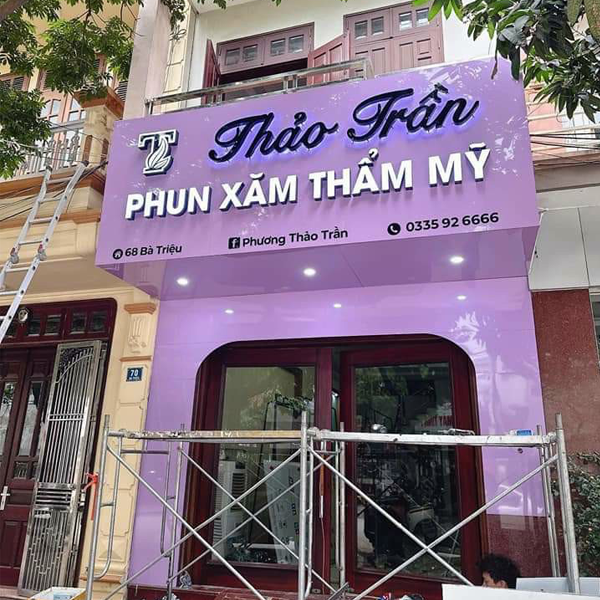 T
Thảo Trần
PHUN XĂM THẨM MỸ
68 Bà Triệu
Phương Thảo Trần
0335 92 6666
70